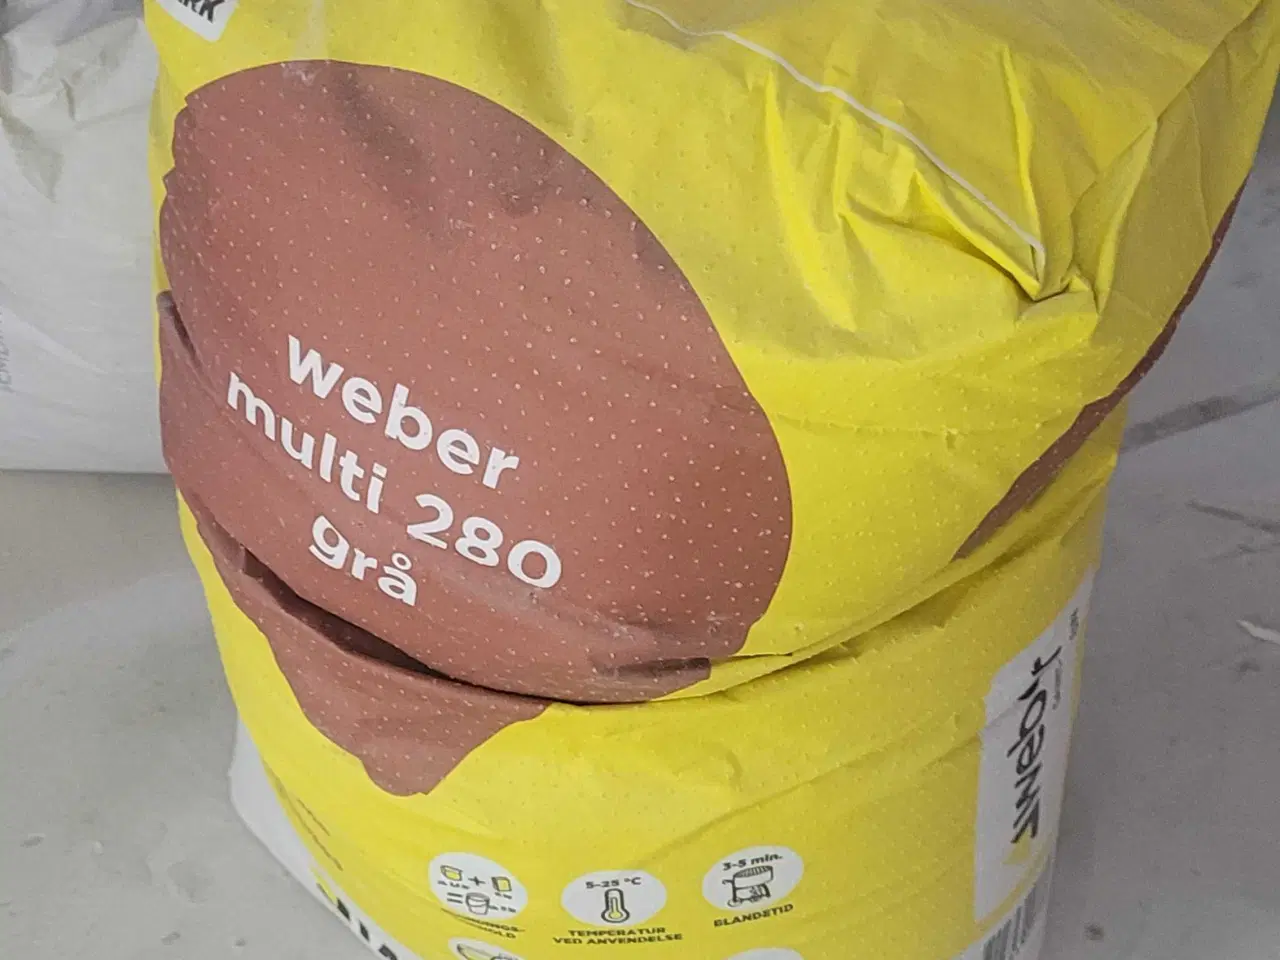 weber
multi 280
grå
weber
5-25 °C
TEMPERATUR
VED ANVENDELSE
3-5 min.
BLANDETID